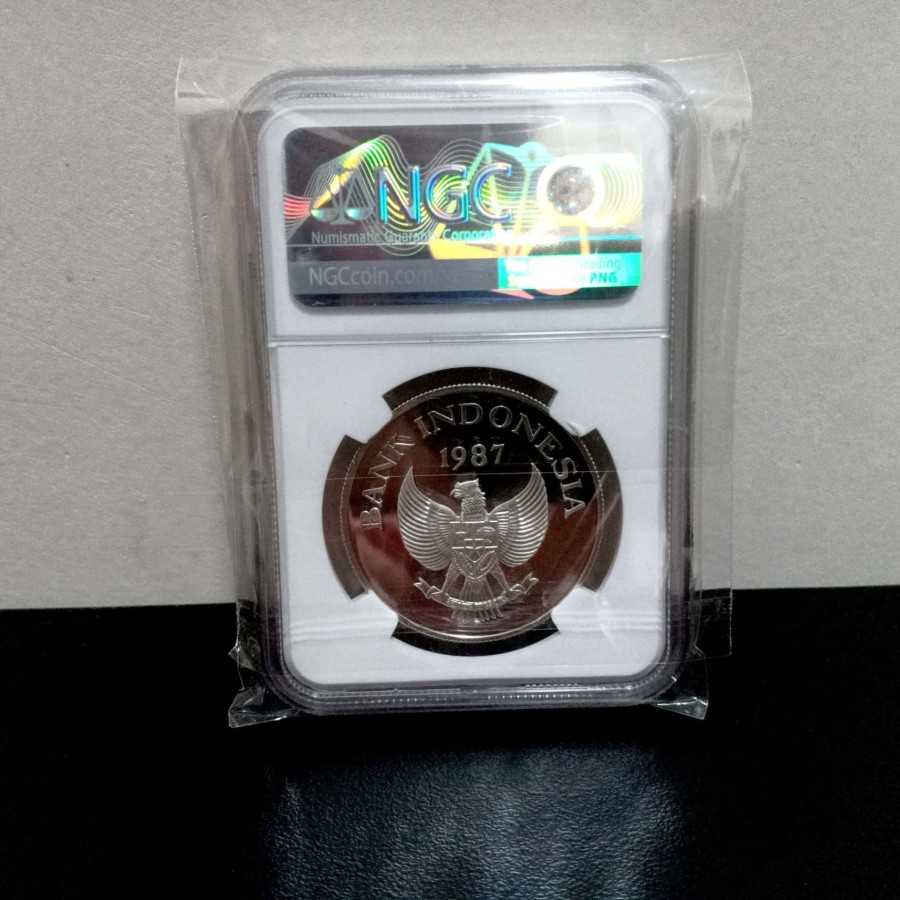 NGC
Numismatic Guaranty Corporation
NGCcoin.com
PNG
BANK INDONESIA
1987